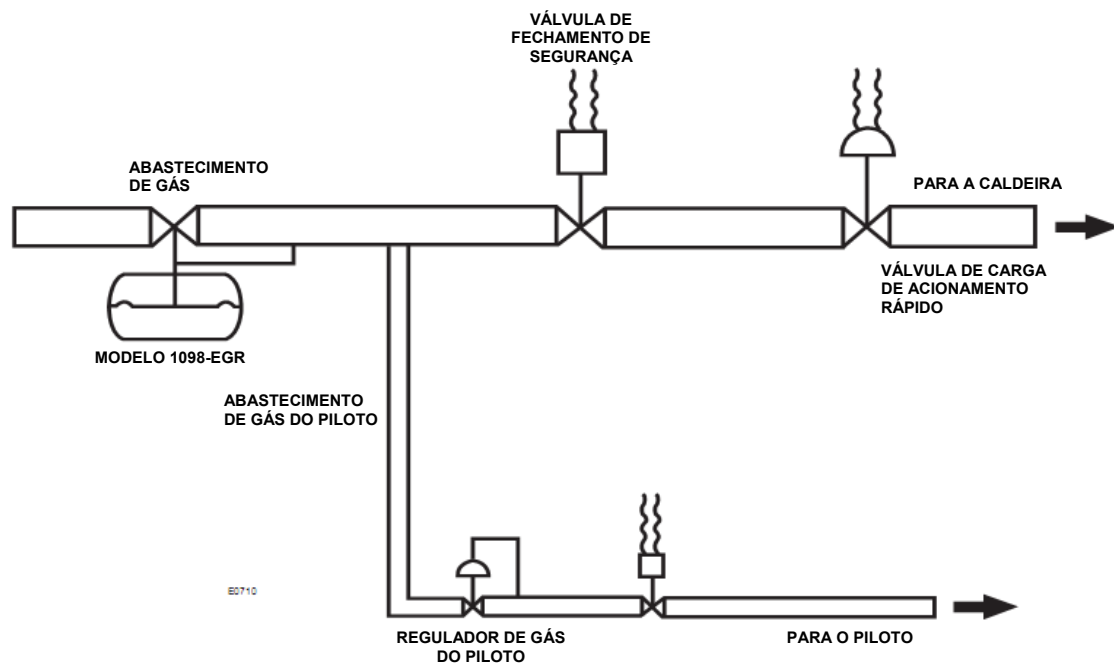 VÁLVULA DE
FECHAMENTO DE
SEGURANÇA
ABASTECIMENTO
DE GÁS
PARA A CALDEIRA
VÁLVULA DE CARGA
DE ACIONAMENTO
RÁPIDO
MODELO 1098-EGR
ABASTECIMENTO
DE GÁS DO PILOTO
E0710
REGULADOR DE GÁS
DO PILOTO
PARA O PILOTO